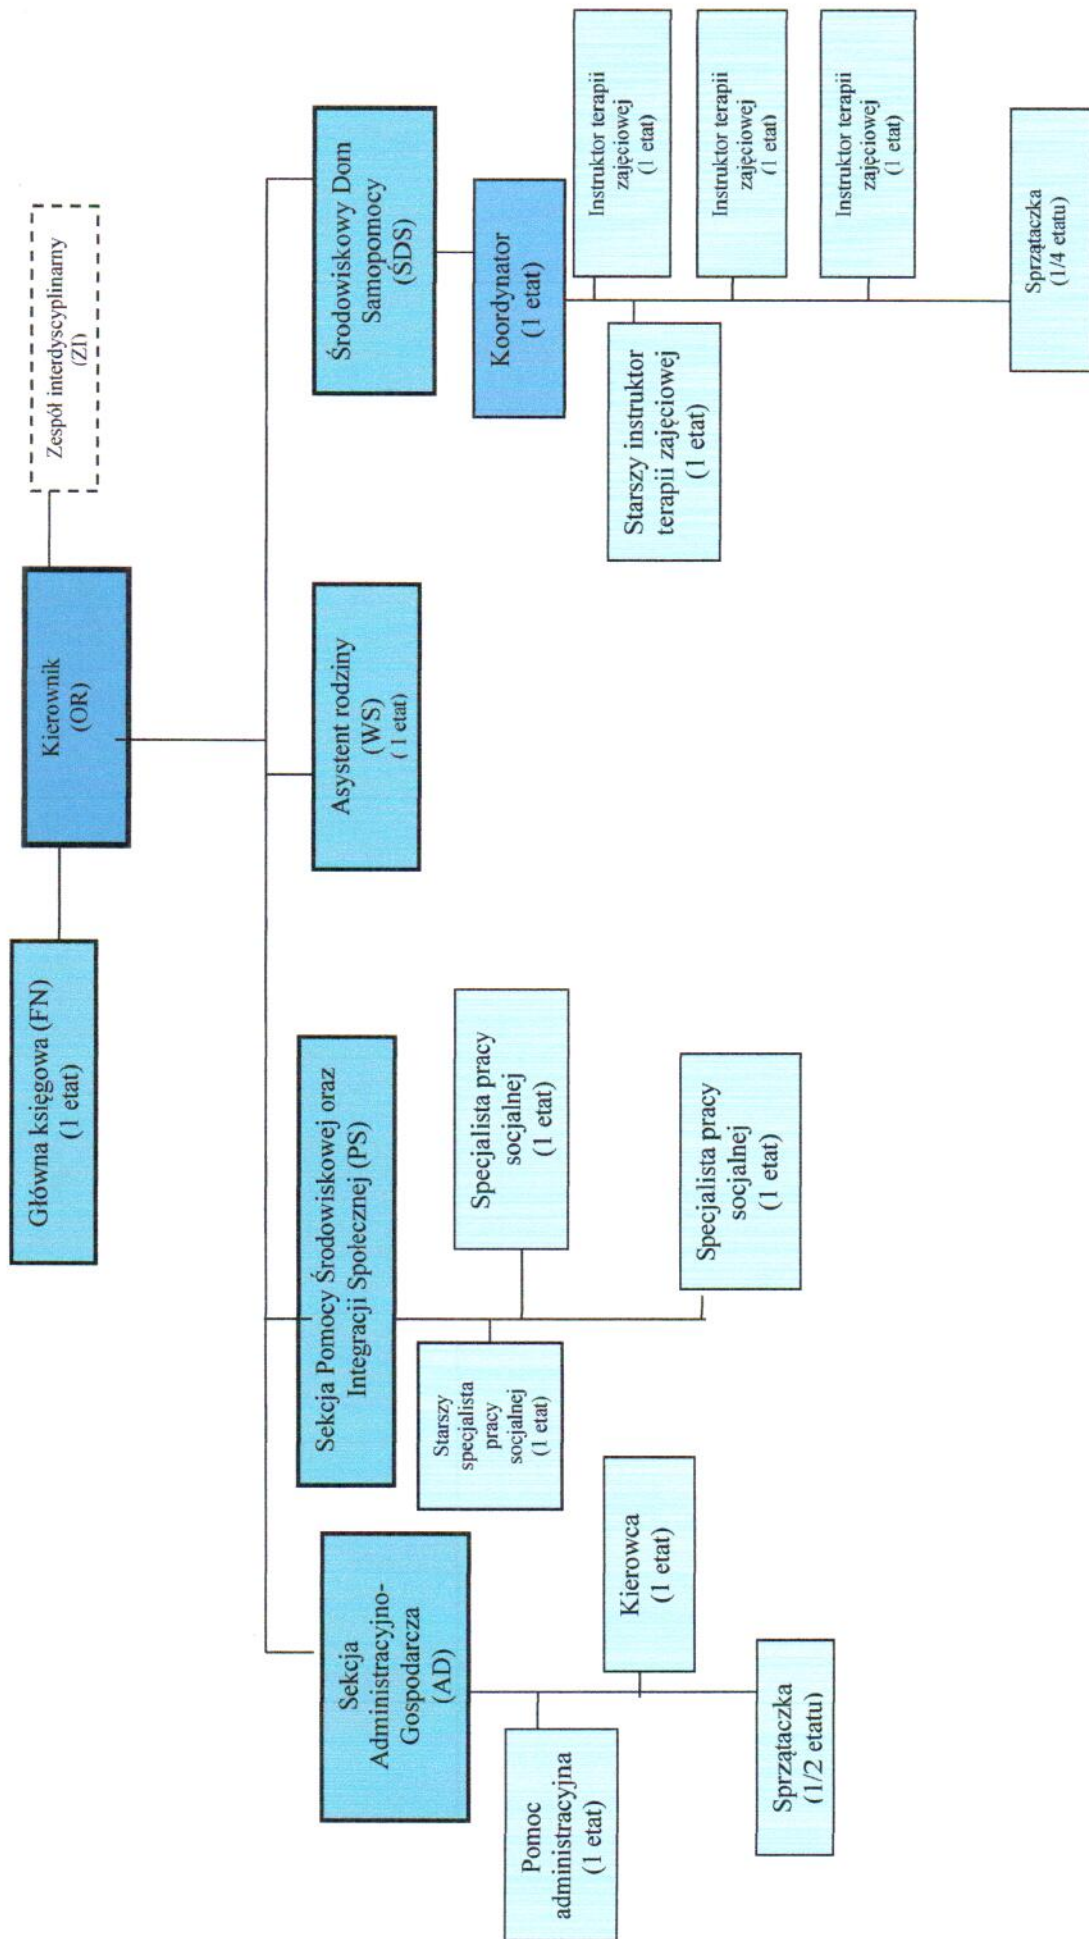 Główna księgowa (FN)
(1 etat)
Kierownik
(OR)
Zespół interdyscyplinarny
(ZI)
Sekcja
Administracyjno-
Gospodarcza
(AD)
Sekcja Pomocy Środowiskowej oraz
Integracji Społecznej (PS)
Asystent rodziny
(WS)
( 1 etat)
Środowiskowy Dom
Samopomocy
(ŚDS)
Pomoc
administracyjna
(1 etat)
Kierowca
(1 etat)
Sprzątaczka
(1/2 etatu)
Starszy
specjalista
pracy
socjalnej
(1 etat)
Specjalista pracy
socjalnej
(1 etat)
Specjalista pracy
socjalnej
(1 etat)
Koordynator
(1 etat)
Starszy instruktor
terapii zajęciowej
(1 etat)
Instruktor terapii
zajęciowej
(1 etat)
Instruktor terapii
zajęciowej
(1 etat)
Instruktor terapii
zajęciowej
(1 etat)
Sprzątaczka
(1/4 etatu)